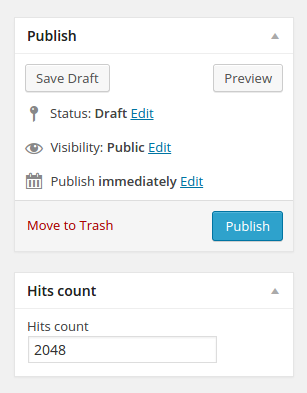 Publish
Save Draft Preview
Status: Draft Edit
Visibility: Public Edit
Publish immediately Edit
Move to Trash Publish
Hits count
Hits count
2048